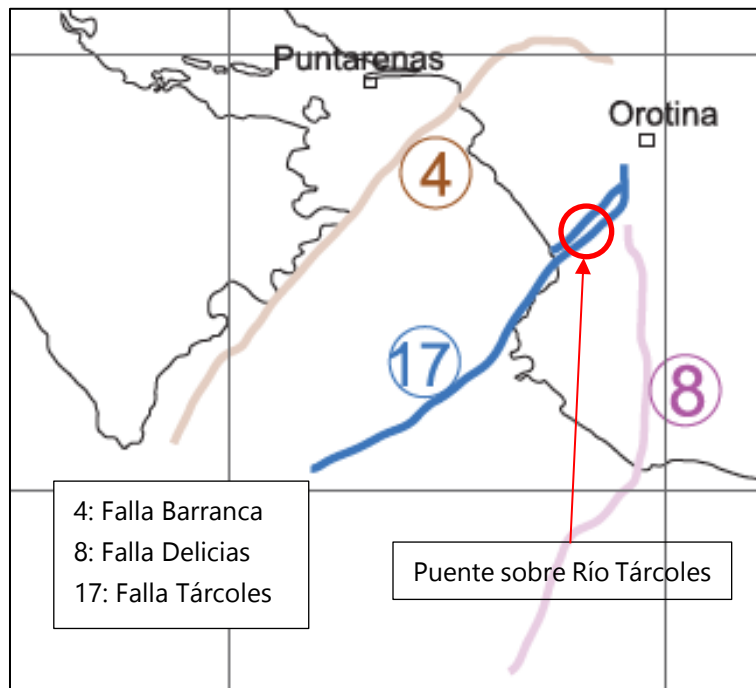 Puntarenas
Orotina
4
17
8
4: Falla Barranca
8: Falla Delicias
17: Falla Tárcoles
Puente sobre Río Tárcoles